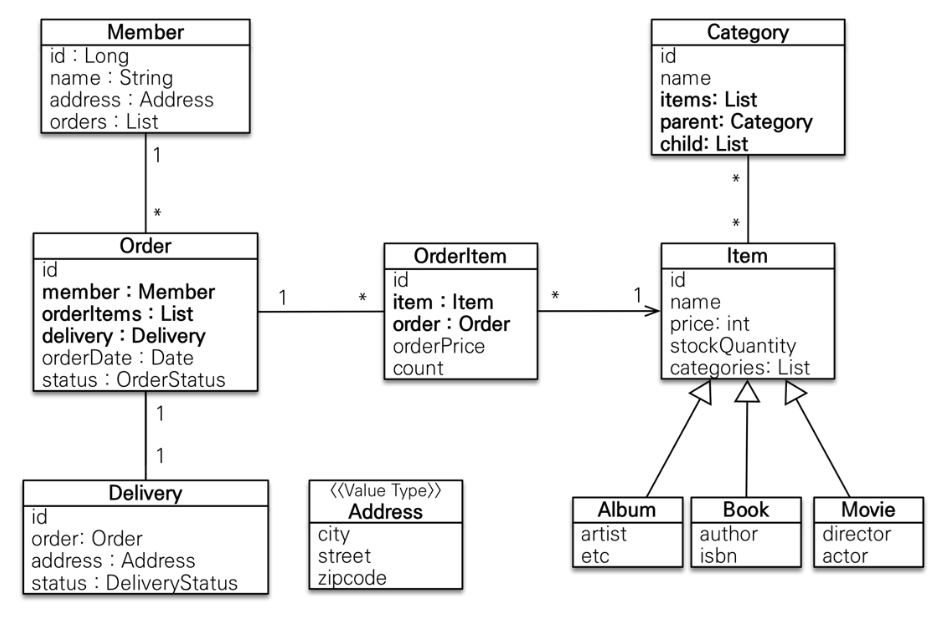 Member
id : Long
name : String
address : Address
orders : List
Category
id
name
items: List
parent: Category
child: List
1
*
*
*
Order
id
member : Member
orderItems : List
delivery : Delivery
orderDate : Date
status : OrderStatus
1
*
OrderItem
id
item : Item
order : Order
orderPrice
count
*
1
Item
id
name
price: int
stockQuantity
categories: List
1
1
Delivery
id
order: Order
address : Address
status : DeliveryStatus
<<Value Type>>
Address
city
street
zipcode
Album
artist
etc
Book
author
isbn
Movie
director
actor